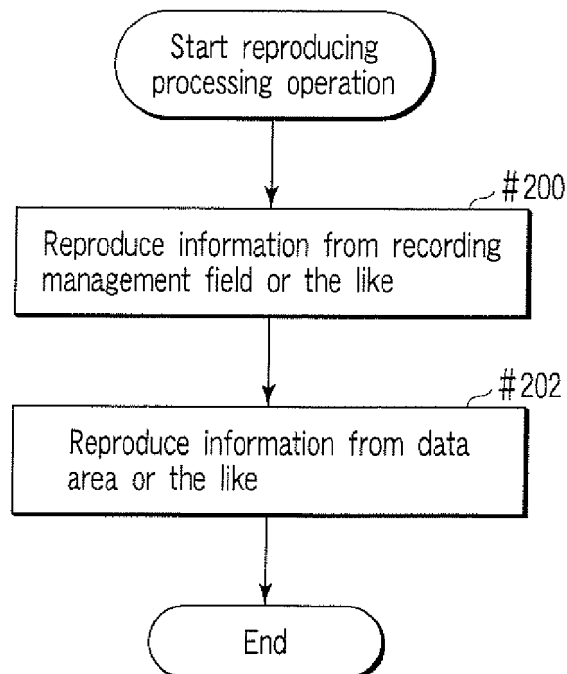 Start reproducing
processing operation
#200
Reproduce information from recording
management field or the like
#202
Reproduce information from data
area or the like
End